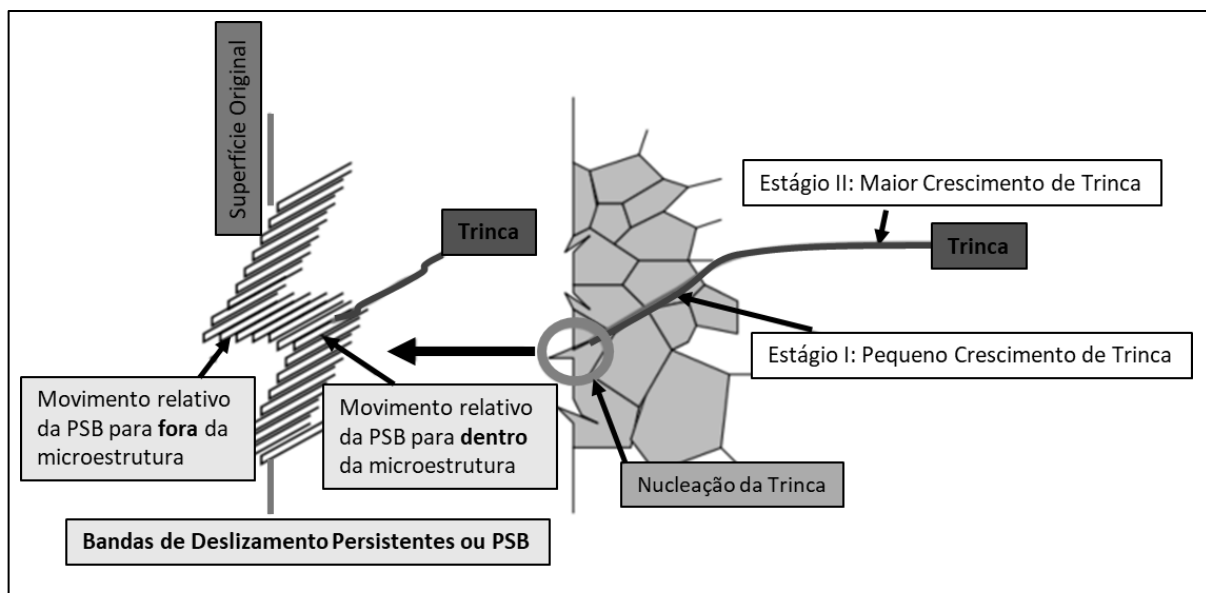 Superfície Original
Trinca
Estágio II: Maior Crescimento de Trinca
Trinca
Estágio I: Pequeno Crescimento de Trinca
Movimento relativo
da PSB para fora da
microestrutura
Movimento relativo
da PSB para dentro
da microestrutura
Nucleação da Trinca
Bandas de Deslizamento Persistentes ou PSB